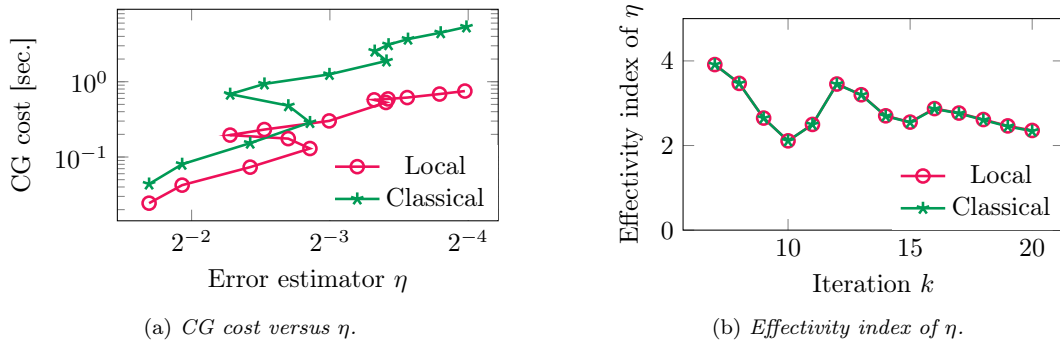 CG cost [sec.]
10^0
10^−1
Local
Classical
2^−2 2^−3 2^−4
Error estimator η
(a) CG cost versus η.
Effectivity index of η
4
2
0
Local
Classical
10 15 20
Iteration k
(b) Effectivity index of η.